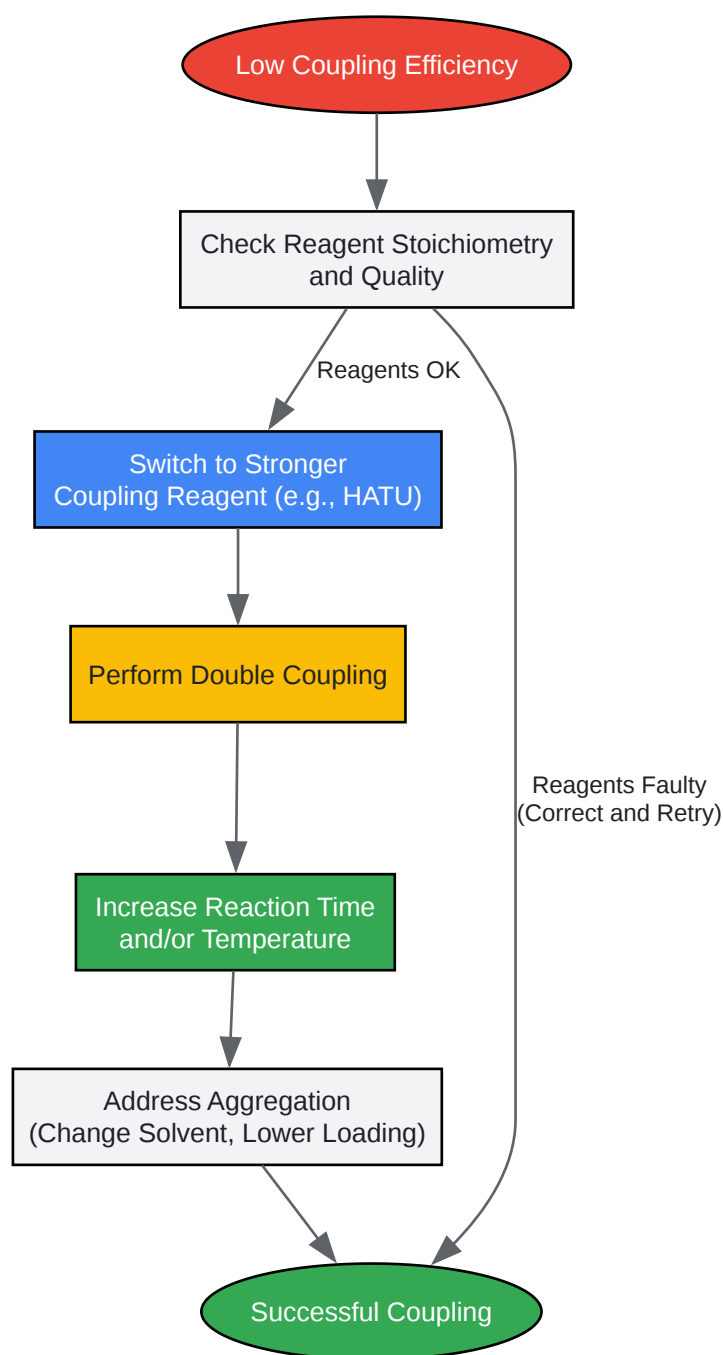 Low Coupling Efficiency
Check Reagent Stoichiometry
and Quality
Reagents OK
Switch to Stronger
Coupling Reagent (e.g., HATU)
Perform Double Coupling
Reagents Faulty
(Correct and Retry)
Increase Reaction Time
and/or Temperature
Address Aggregation
(Change Solvent, Lower Loading)
Successful Coupling